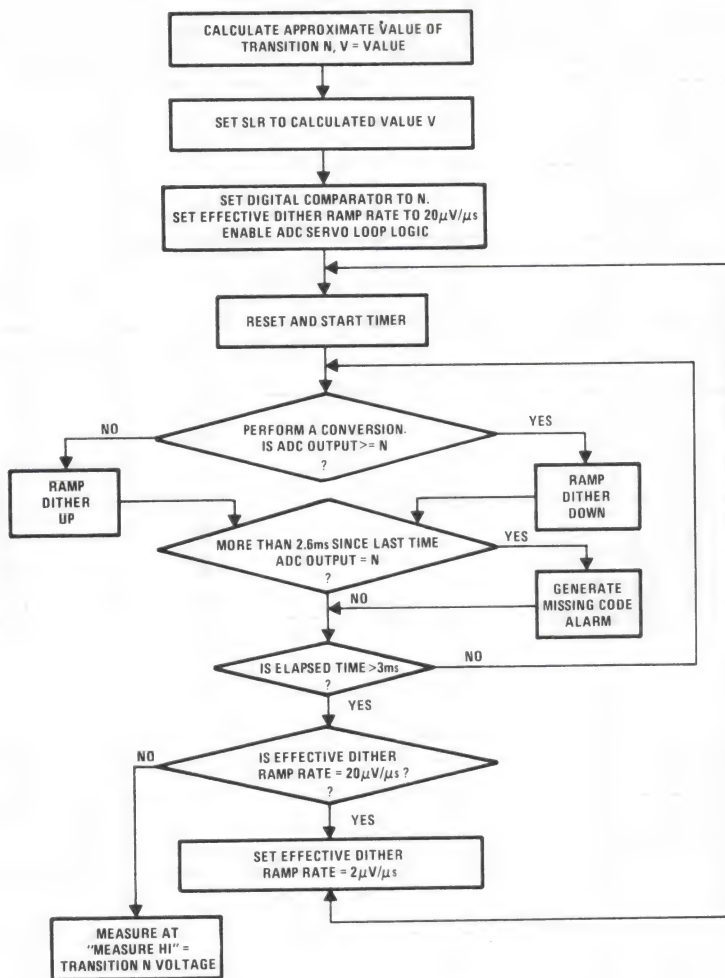 CALCULATE APPROXIMATE VALUE OF
TRANSITION N, V = VALUE
SET SLR TO CALCULATED VALUE V
SET DIGITAL COMPARATOR TO N.
SET EFFECTIVE DITHER RAMP RATE TO 20μV/μs
ENABLE ADC SERVO LOOP LOGIC
RESET AND START TIMER
NO
PERFORM A CONVERSION.
IS ADC OUTPUT >= N
?
YES
RAMP
DITHER
UP
RAMP
DITHER
DOWN
MORE THAN 2.6ms SINCE LAST TIME
ADC OUTPUT = N
?
YES
NO
GENERATE
MISSING CODE
ALARM
IS ELAPSED TIME >3ms
?
NO
YES
NO
IS EFFECTIVE DITHER
RAMP RATE = 20μV/μs ?
?
YES
SET EFFECTIVE DITHER
RAMP RATE = 2μV/μs
MEASURE AT
"MEASURE HI" =
TRANSITION N VOLTAGE